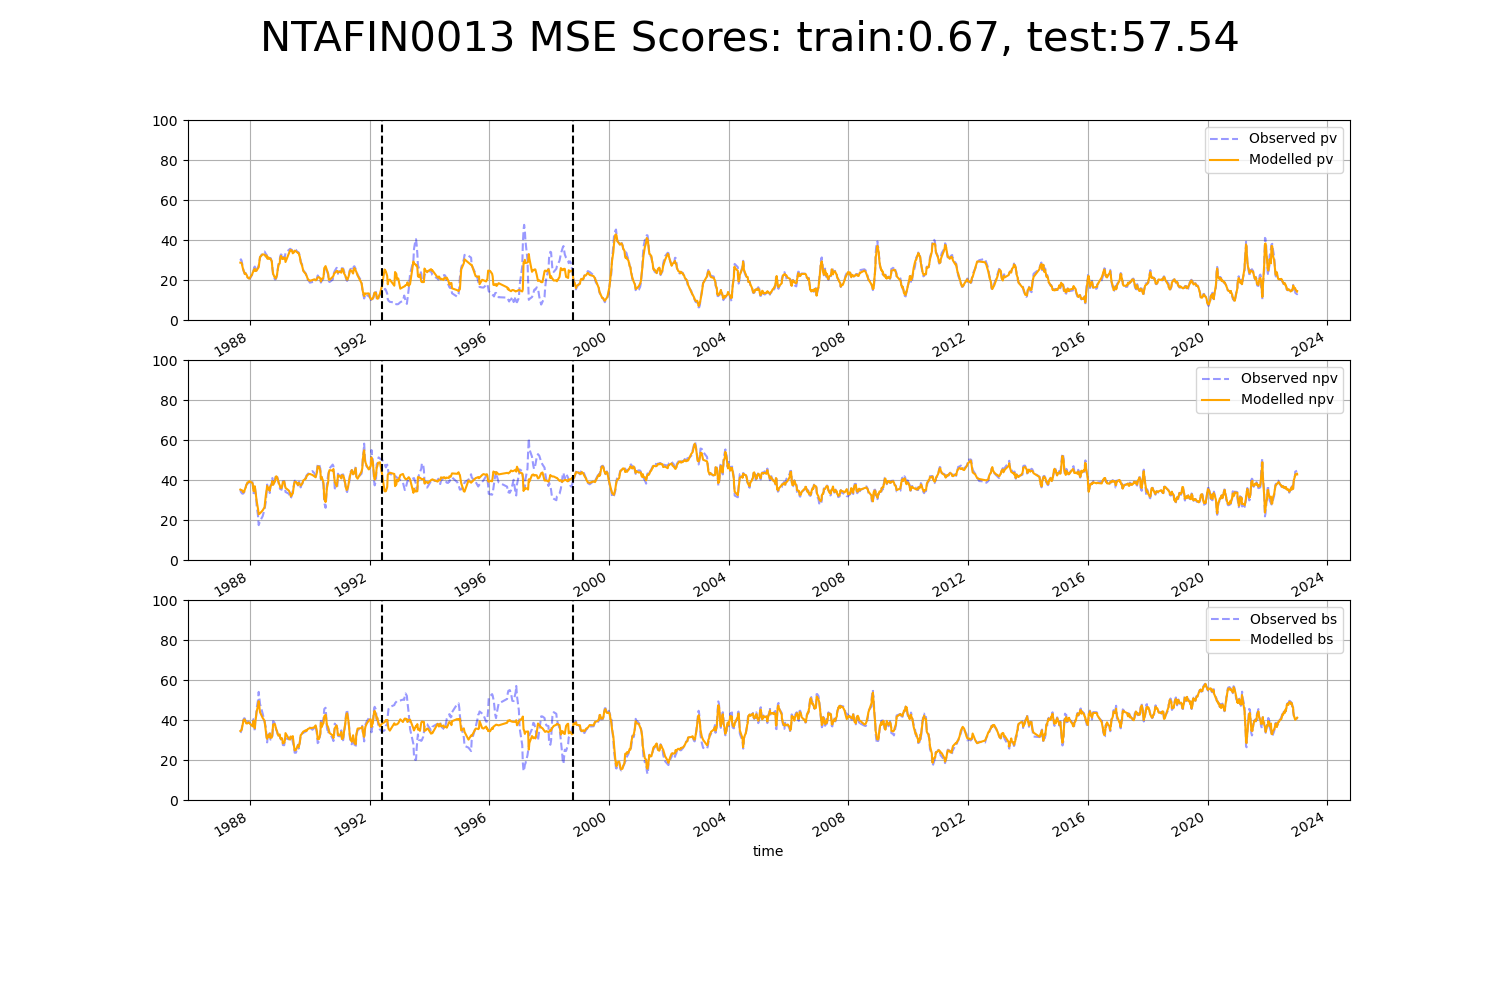 NTAFIN0013 MSE Scores: train:0.67, test:57.54
100
80
60
40
20
0
Observed pv
Modelled pv
1988 1992 1996 2000 2004 2008 2012 2016 2020 2024
100
80
60
40
20
0
Observed npv
Modelled npv
1988 1992 1996 2000 2004 2008 2012 2016 2020 2024
100
80
60
40
20
0
Observed bs
Modelled bs
1988 1992 1996 2000 2004 2008 2012 2016 2020 2024
time